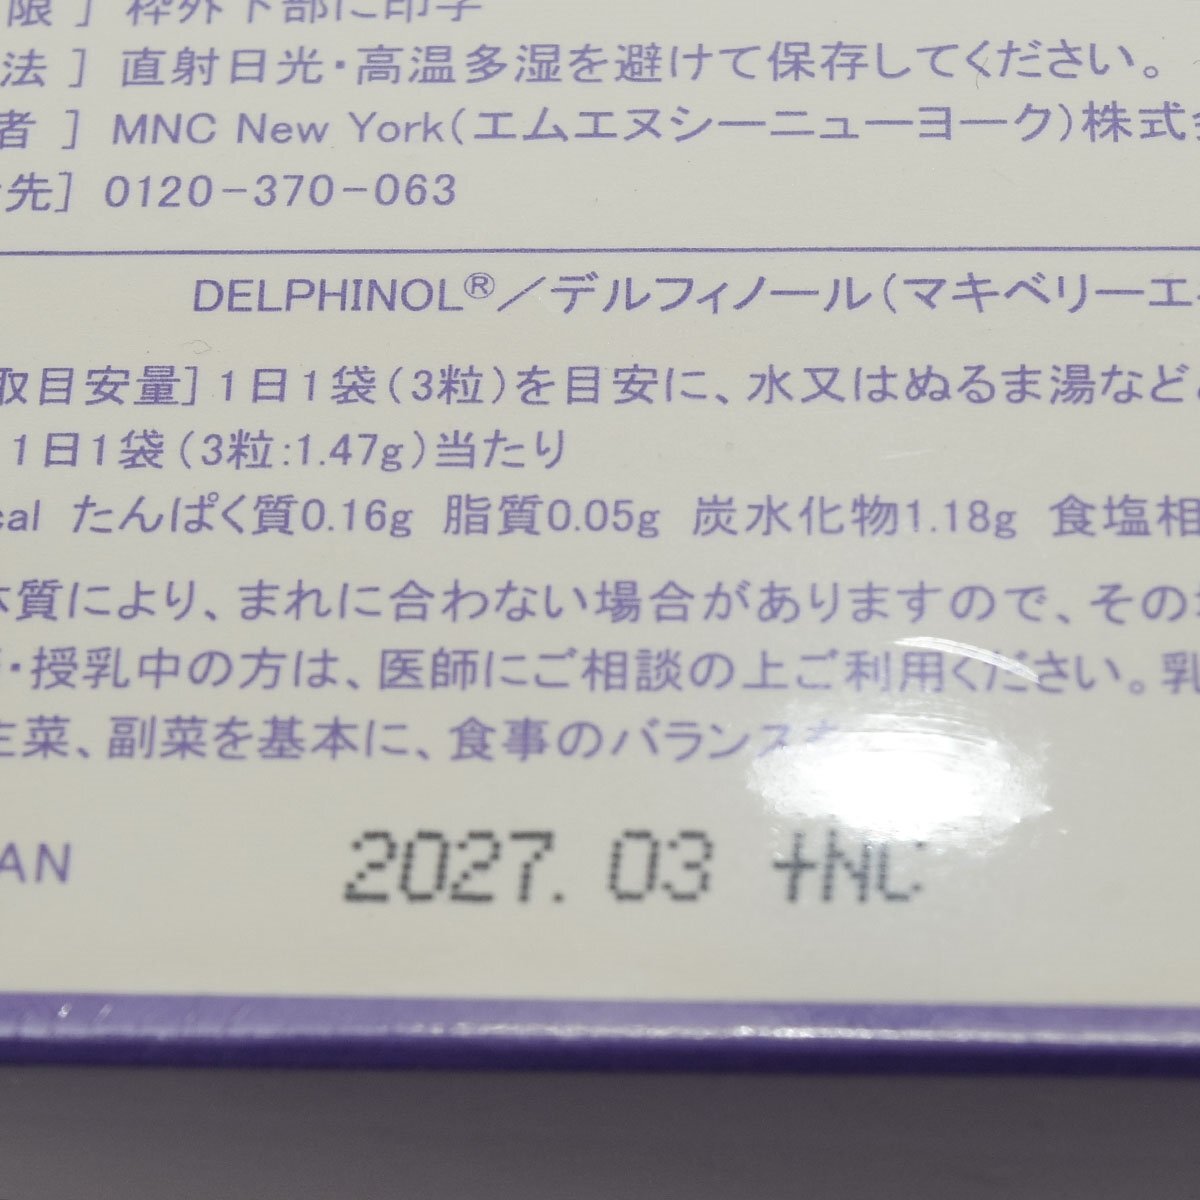 限 ] 枠外下部に印字
法 ] 直射日光・高温多湿を避けて保存してください。
者 ] MNC New York(エムエヌシーニューヨーク)株式会
先] 0120-370-063
DELPHINOL®/デルフィノール(マキベリーエ
取目安量] 1日1袋(3粒)を目安に、水又はぬるま湯など
1日1袋(3粒:1.47g)当たり
cal たんぱく質0.16g 脂質0.05g 炭水化物1.18g 食塩相
体質により、まれに合わない場合がありますので、その
・授乳中の方は、医師にご相談の上ご利用ください。乳
主菜、副菜を基本に、食事のバランスを
AN 2027. 03 +NC